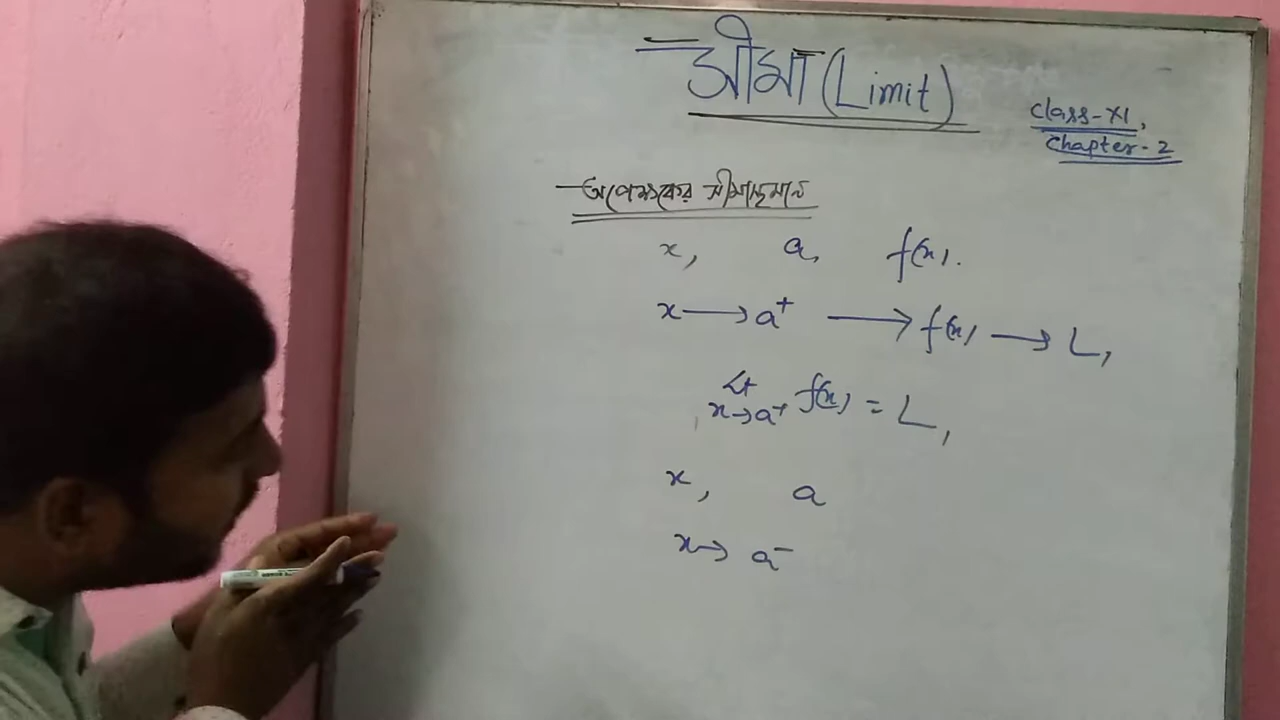 সীমা (Limit)
Class-XI,
Chapter-2
অপেক্ষকের সীমাস্থমান
x, a, f(x).
x ⟶ a⁺ ⟶ f(x) ⟶ L,
Lt x→a⁺ f(x) = L,
x, a
x→ a⁻